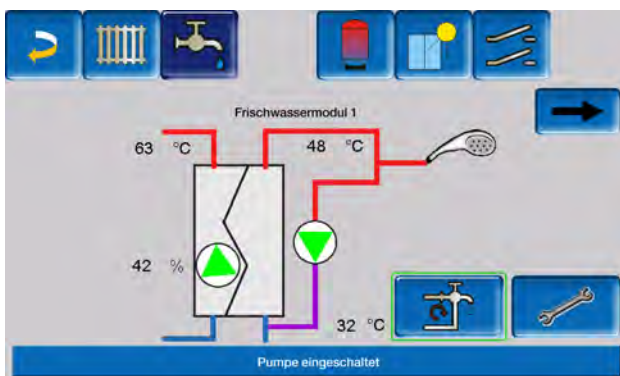 Frischwassermodul 1
63 °C
48 °C
42 %
32 °C
Pumpe eingeschaltet